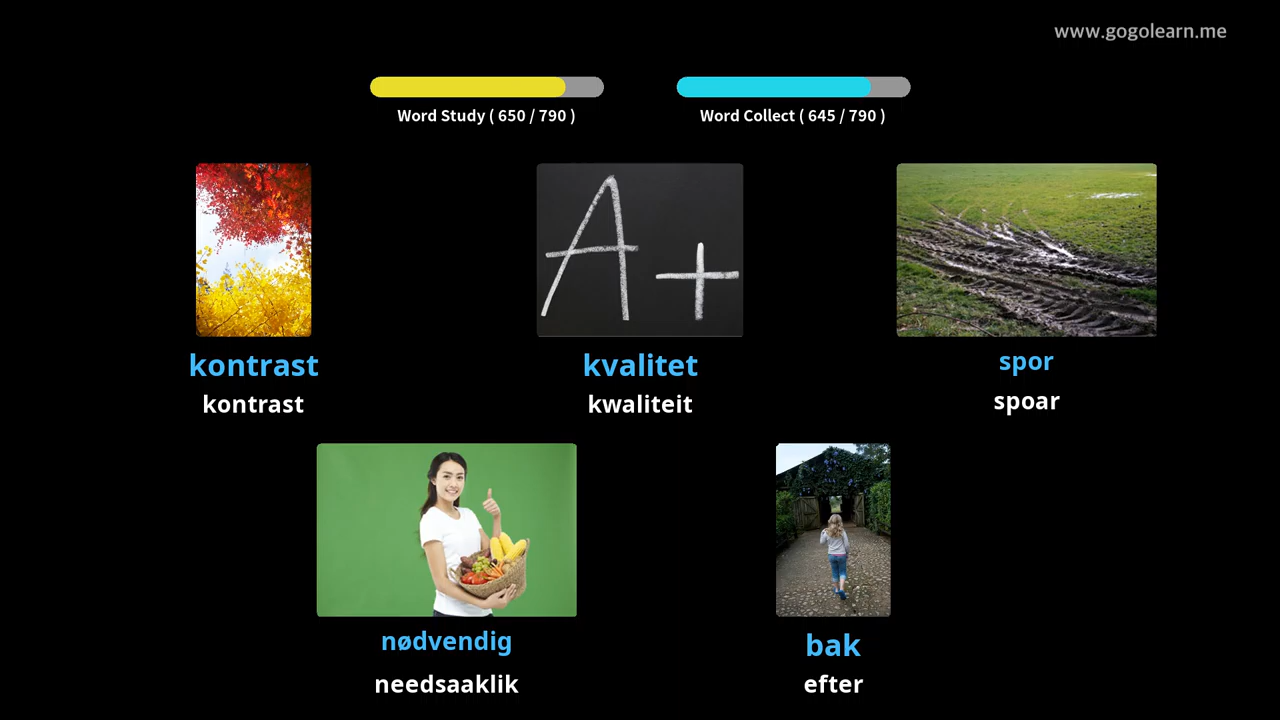 www.gogolearn.me
Word Study ( 650 / 790 )
Word Collect ( 645 / 790 )
A+
kontrast
kontrast
kvalitet
kwaliteit
spor
spoar
nødvendig
needsaaklik
bak
efter